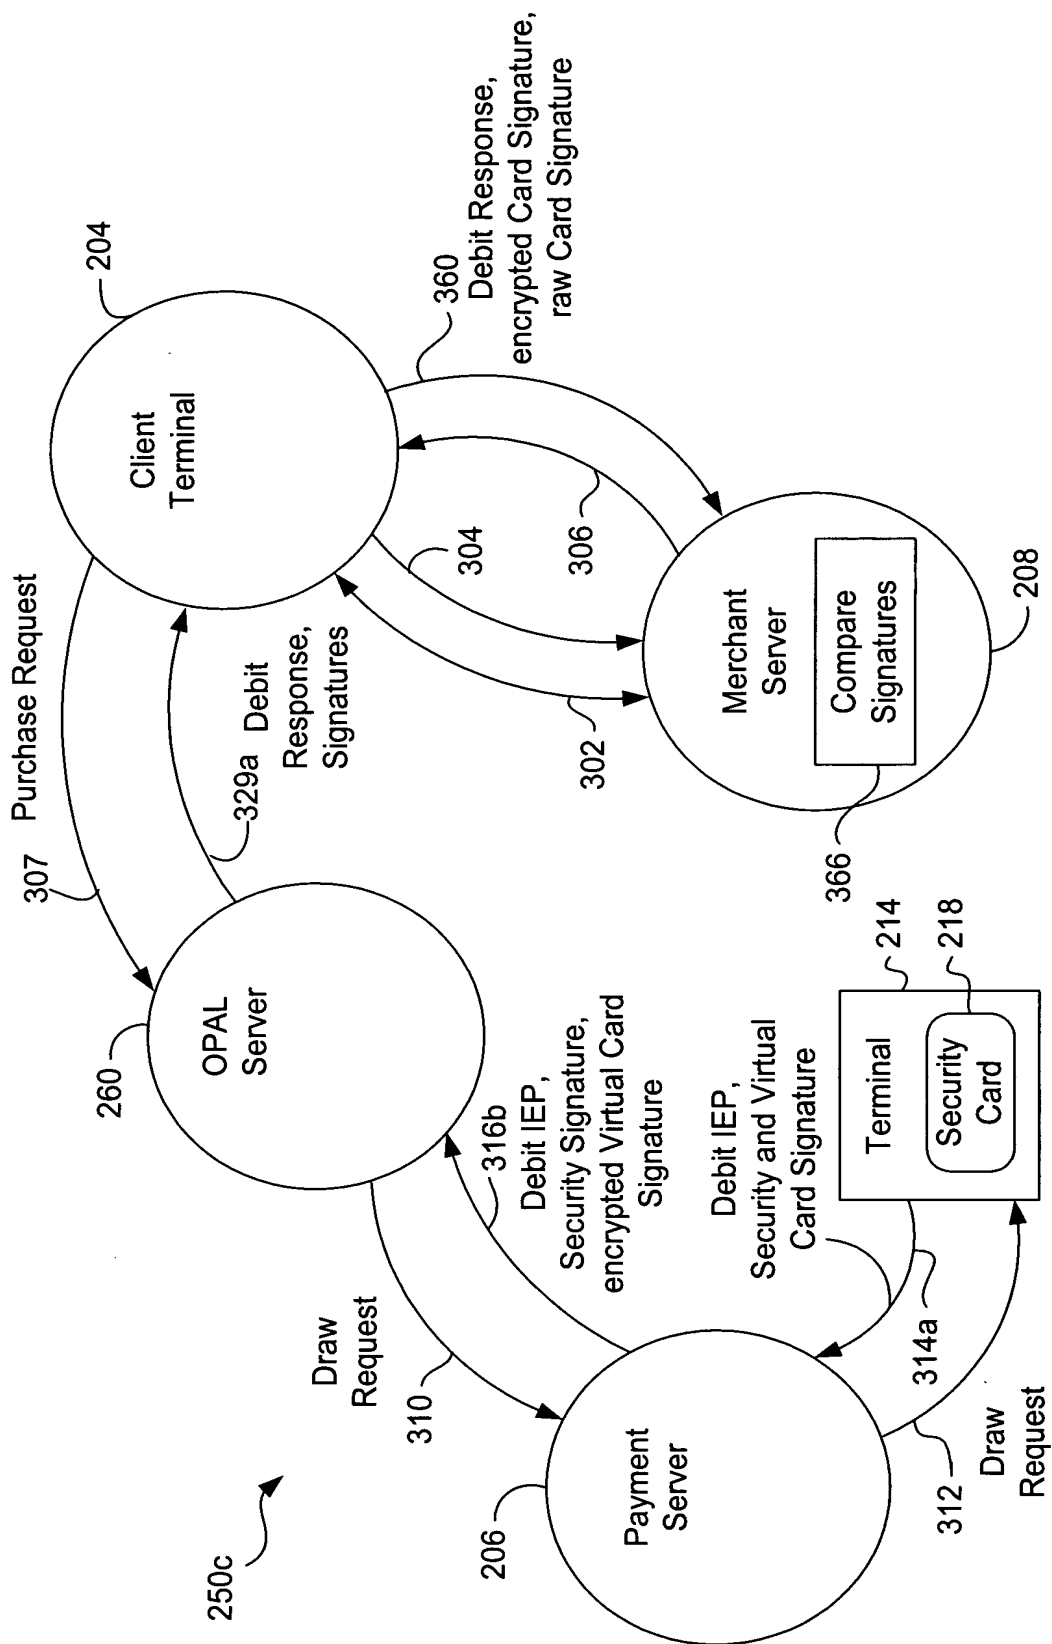 250c
206
Payment
Server
Draw
Request
310
316b
Debit IEP,
Security Signature,
encrypted Virtual Card
Signature
Debit IEP,
Security and Virtual
Card Signature
312
Draw
Request
314a
Terminal
Security
Card
214
218
260
OPAL
Server
307
Purchase Request
329a Debit
Response,
Signatures
Client
Terminal
204
302
304
306
360
Debit Response,
encrypted Card Signature,
raw Card Signature
Merchant
Server
Compare
Signatures
366
208